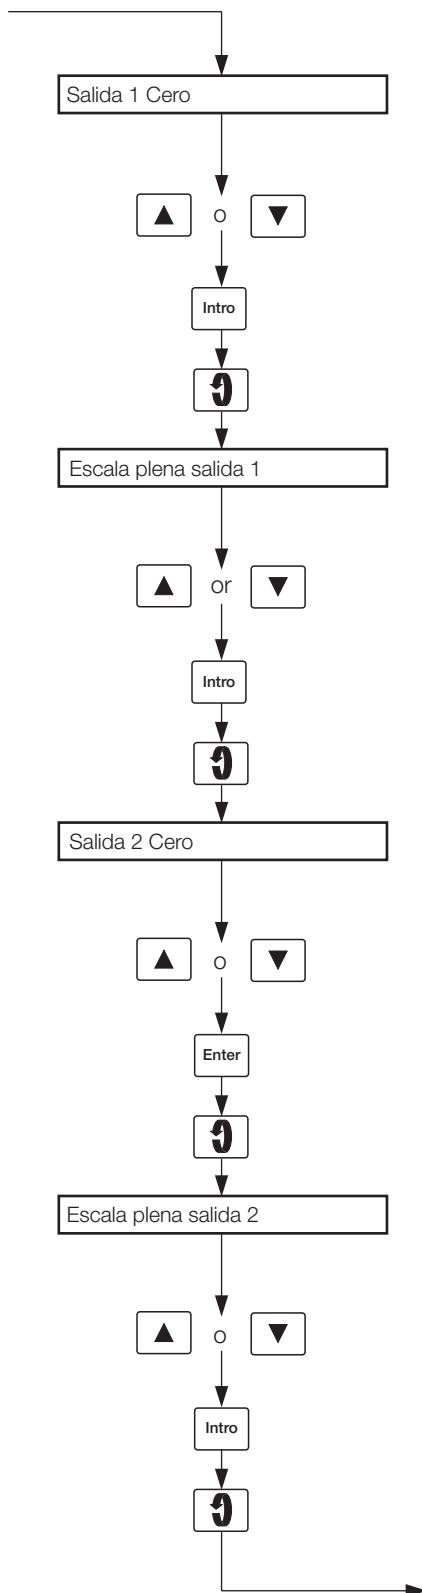 Salida 1 Cero
o
Intro
Escala plena salida 1
or
Intro
Salida 2 Cero
o
Enter
Escala plena salida 2
o
Intro